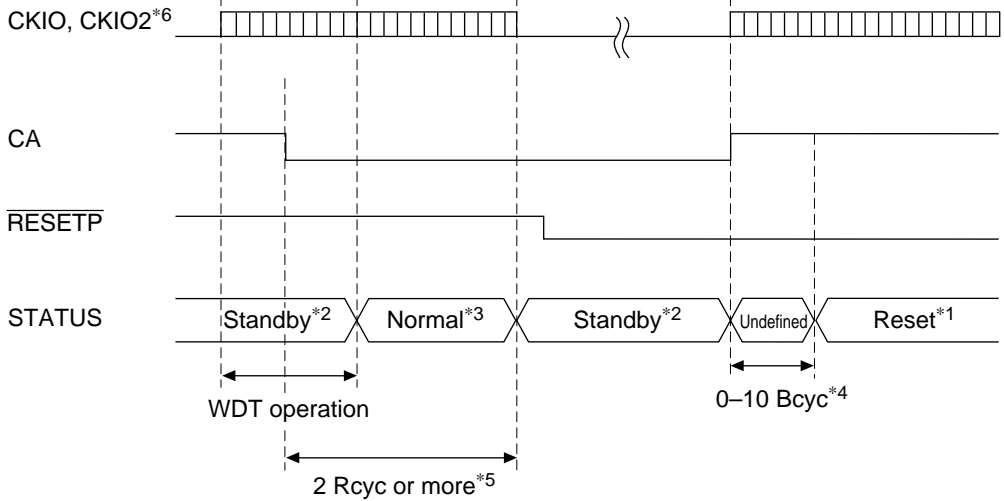 CKIO, CKIO2*6
CA
RESETP
STATUS
Standby*2 Normal*3 Standby*2 Undefined Reset*1
WDT operation
0–10 Bcyc*4
2 Rcyc or more*5